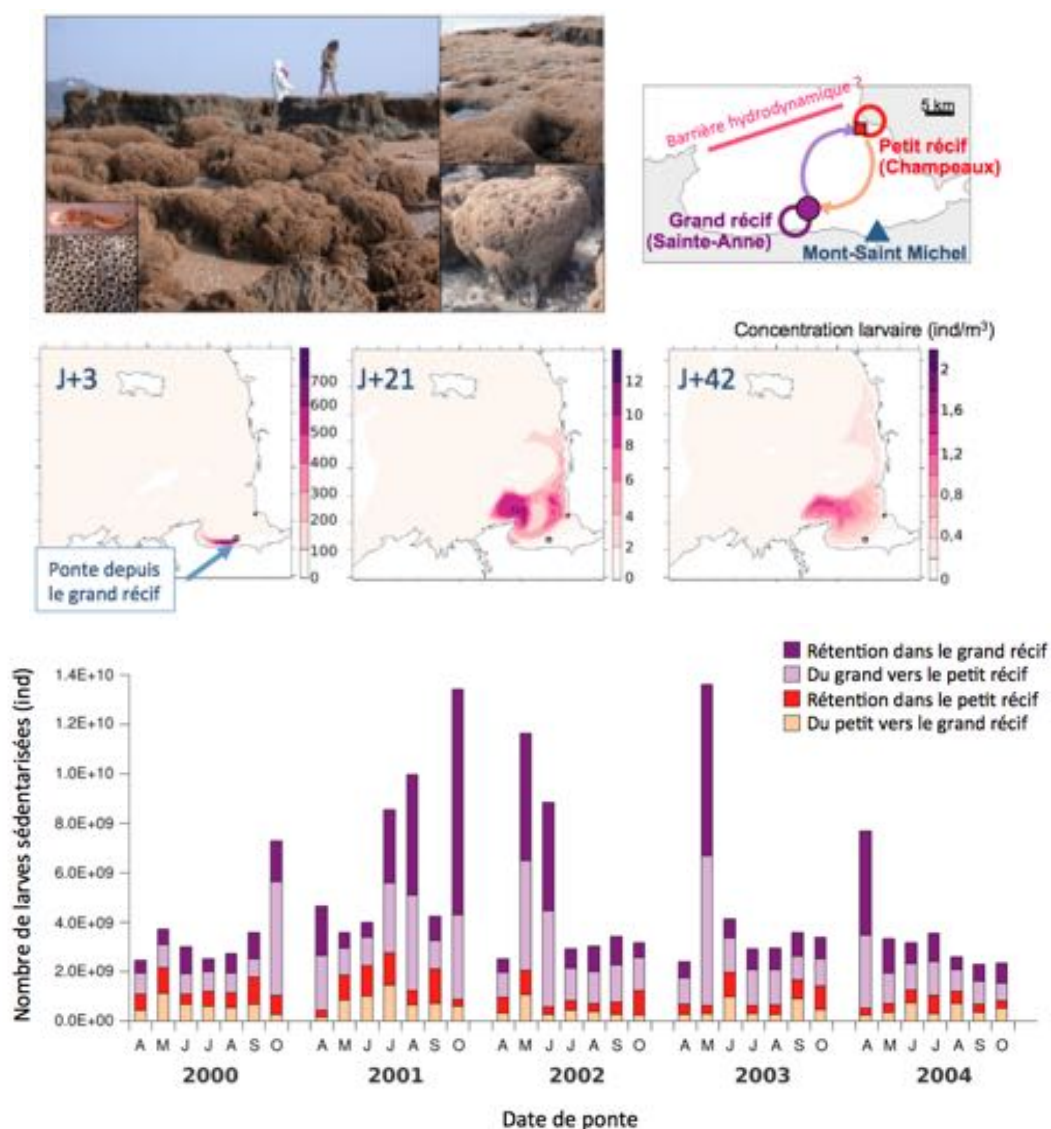 Barrière hydrodynamique ?
5 km
Petit récif
(Champeaux)
Grand récif
(Sainte-Anne)
Mont-Saint Michel
Concentration larvaire (ind/m³)
J+3
700
600
500
400
300
200
100
0
J+21
12
10
8
6
4
2
0
J+42
2
1,6
1,2
0,8
0,4
0
Ponte depuis
le grand récif
Rétention dans le grand récif
Du grand vers le petit récif
Rétention dans le petit récif
Du petit vers le grand récif
Nombre de larves sédentarisées (ind)
1.4E+10
1.2E+10
1.0E+10
8.0E+09
6.0E+09
4.0E+09
2.0E+09
0.0E+00
A M J J A S O A M J J A S O A M J J A S O A M J J A S O A M J J A S O
2000 2001 2002 2003 2004
Date de ponte